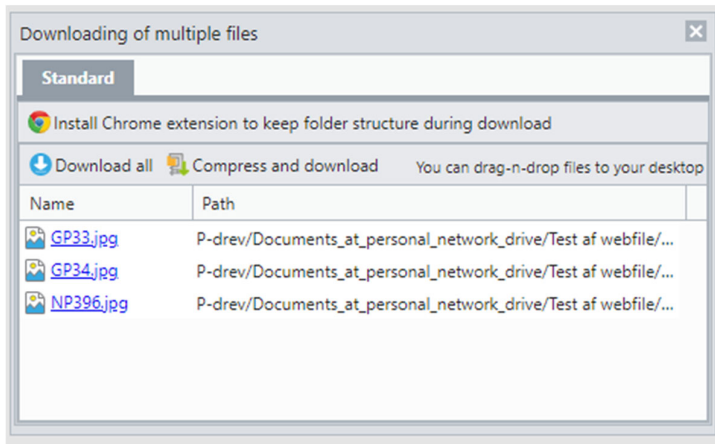 Downloading of multiple files
Standard
Install Chrome extension to keep folder structure during download
Download all Compress and download You can drag-n-drop files to your desktop
Name Path
GP33.jpg P-drev/Documents_at_personal_network_drive/Test af webfile/...
GP34.jpg P-drev/Documents_at_personal_network_drive/Test af webfile/...
NP396.jpg P-drev/Documents_at_personal_network_drive/Test af webfile/...